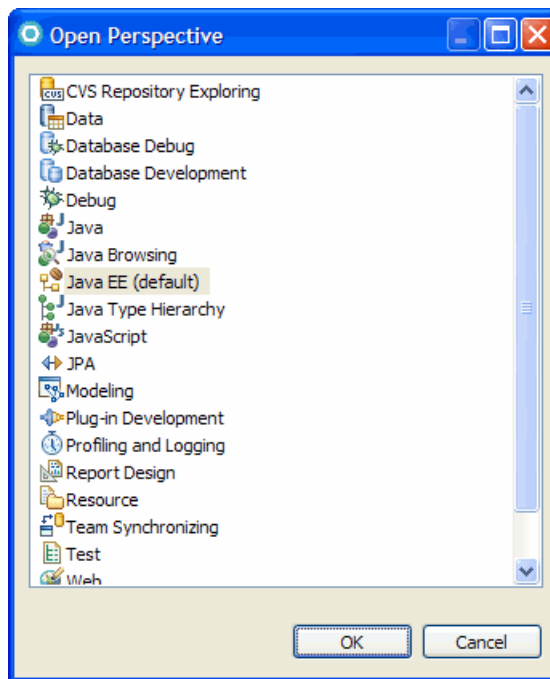 Open Perspective
CVS Repository Exploring
Data
Database Debug
Database Development
Debug
Java
Java Browsing
Java EE (default)
Java Type Hierarchy
JavaScript
JPA
Modeling
Plug-in Development
Profiling and Logging
Report Design
Resource
Team Synchronizing
Test
Web
OK
Cancel